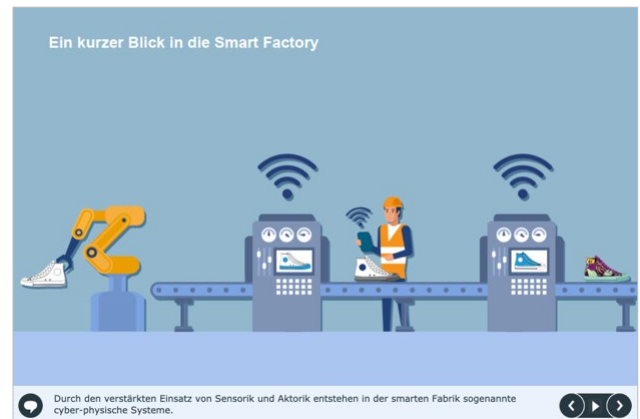 Ein kurzer Blick in die Smart Factory
Durch den verstärkten Einsatz von Sensorik und Aktorik entstehen in der smarten Fabrik sogenannte
cyber-physische Systeme.